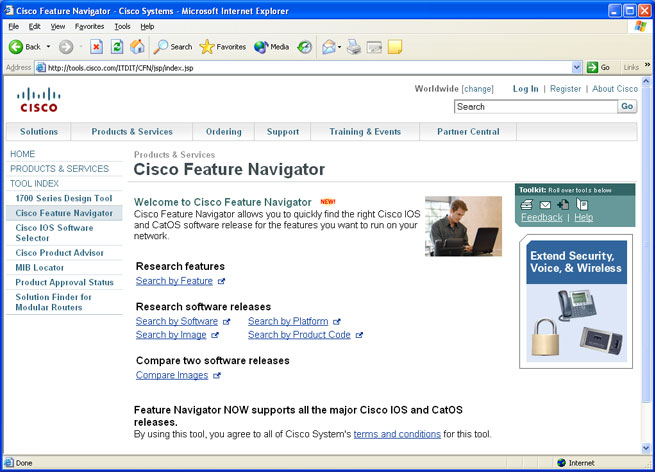 Cisco Feature Navigator - Cisco Systems - Microsoft Internet Explorer
File Edit View Favorites Tools Help
Back Search Favorites Media
Address http://tools.cisco.com/ITDIT/CFN/jsp/index.jsp Go Links »
CISCO
Worldwide [change] Log In | Register | About Cisco
Search Go
Solutions Products & Services Ordering Support Training & Events Partner Central
HOME
PRODUCTS & SERVICES
TOOL INDEX
1700 Series Design Tool
Cisco Feature Navigator
Cisco IOS Software
Selector
Cisco Product Advisor
MIB Locator
Product Approval Status
Solution Finder for
Modular Routers
Products & Services
Cisco Feature Navigator
Welcome to Cisco Feature Navigator NEW!
Cisco Feature Navigator allows you to quickly find the right Cisco IOS
and CatOS software release for the features you want to run on your
network.
Research features
Search by Feature
Research software releases
Search by Software Search by Platform
Search by Image Search by Product Code
Compare two software releases
Compare Images
Feature Navigator NOW supports all the major Cisco IOS and CatOS
releases.
By using this tool, you agree to all of Cisco System's terms and conditions for this tool.
Toolkit: Roll over tools below
Feedback | Help
Extend Security,
Voice, & Wireless
Done Internet